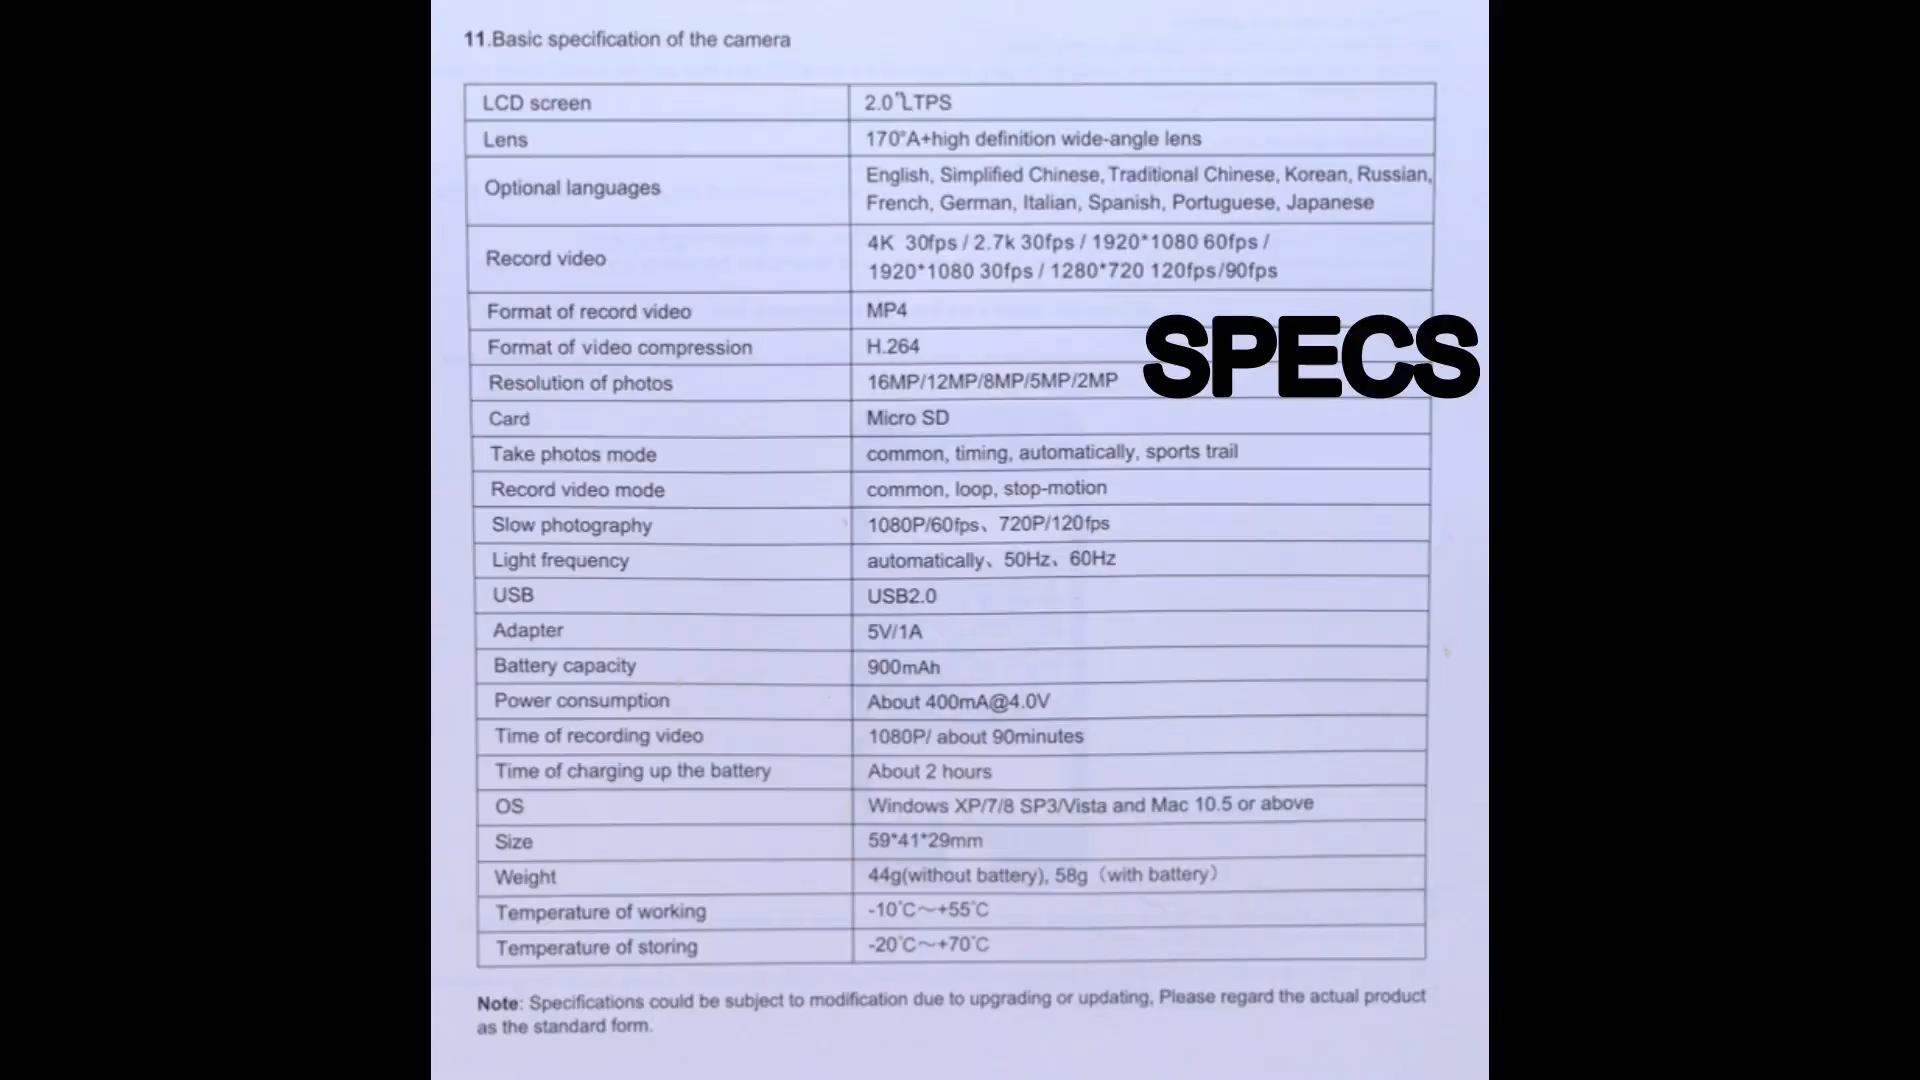 11.Basic specification of the camera
LCD screen 2.0"LTPS
Lens 170°A+high definition wide-angle lens
Optional languages English, Simplified Chinese, Traditional Chinese, Korean, Russian,
French, German, Italian, Spanish, Portuguese, Japanese
Record video 4K 30fps / 2.7k 30fps / 1920*1080 60fps /
1920*1080 30fps / 1280*720 120fps/90fps
Format of record video MP4
Format of video compression H.264
SPECS
Resolution of photos 16MP/12MP/8MP/5MP/2MP
Card Micro SD
Take photos mode common, timing, automatically, sports trail
Record video mode common, loop, stop-motion
Slow photography 1080P/60fps、720P/120fps
Light frequency automatically、50Hz、60Hz
USB USB2.0
Adapter 5V/1A
Battery capacity 900mAh
Power consumption About 400mA@4.0V
Time of recording video 1080P/ about 90minutes
Time of charging up the battery About 2 hours
OS Windows XP/7/8 SP3/Vista and Mac 10.5 or above
Size 59*41*29mm
Weight 44g(without battery), 58g（with battery）
Temperature of working -10℃～+55℃
Temperature of storing -20℃～+70℃
Note: Specifications could be subject to modification due to upgrading or updating, Please regard the actual product
as the standard form.